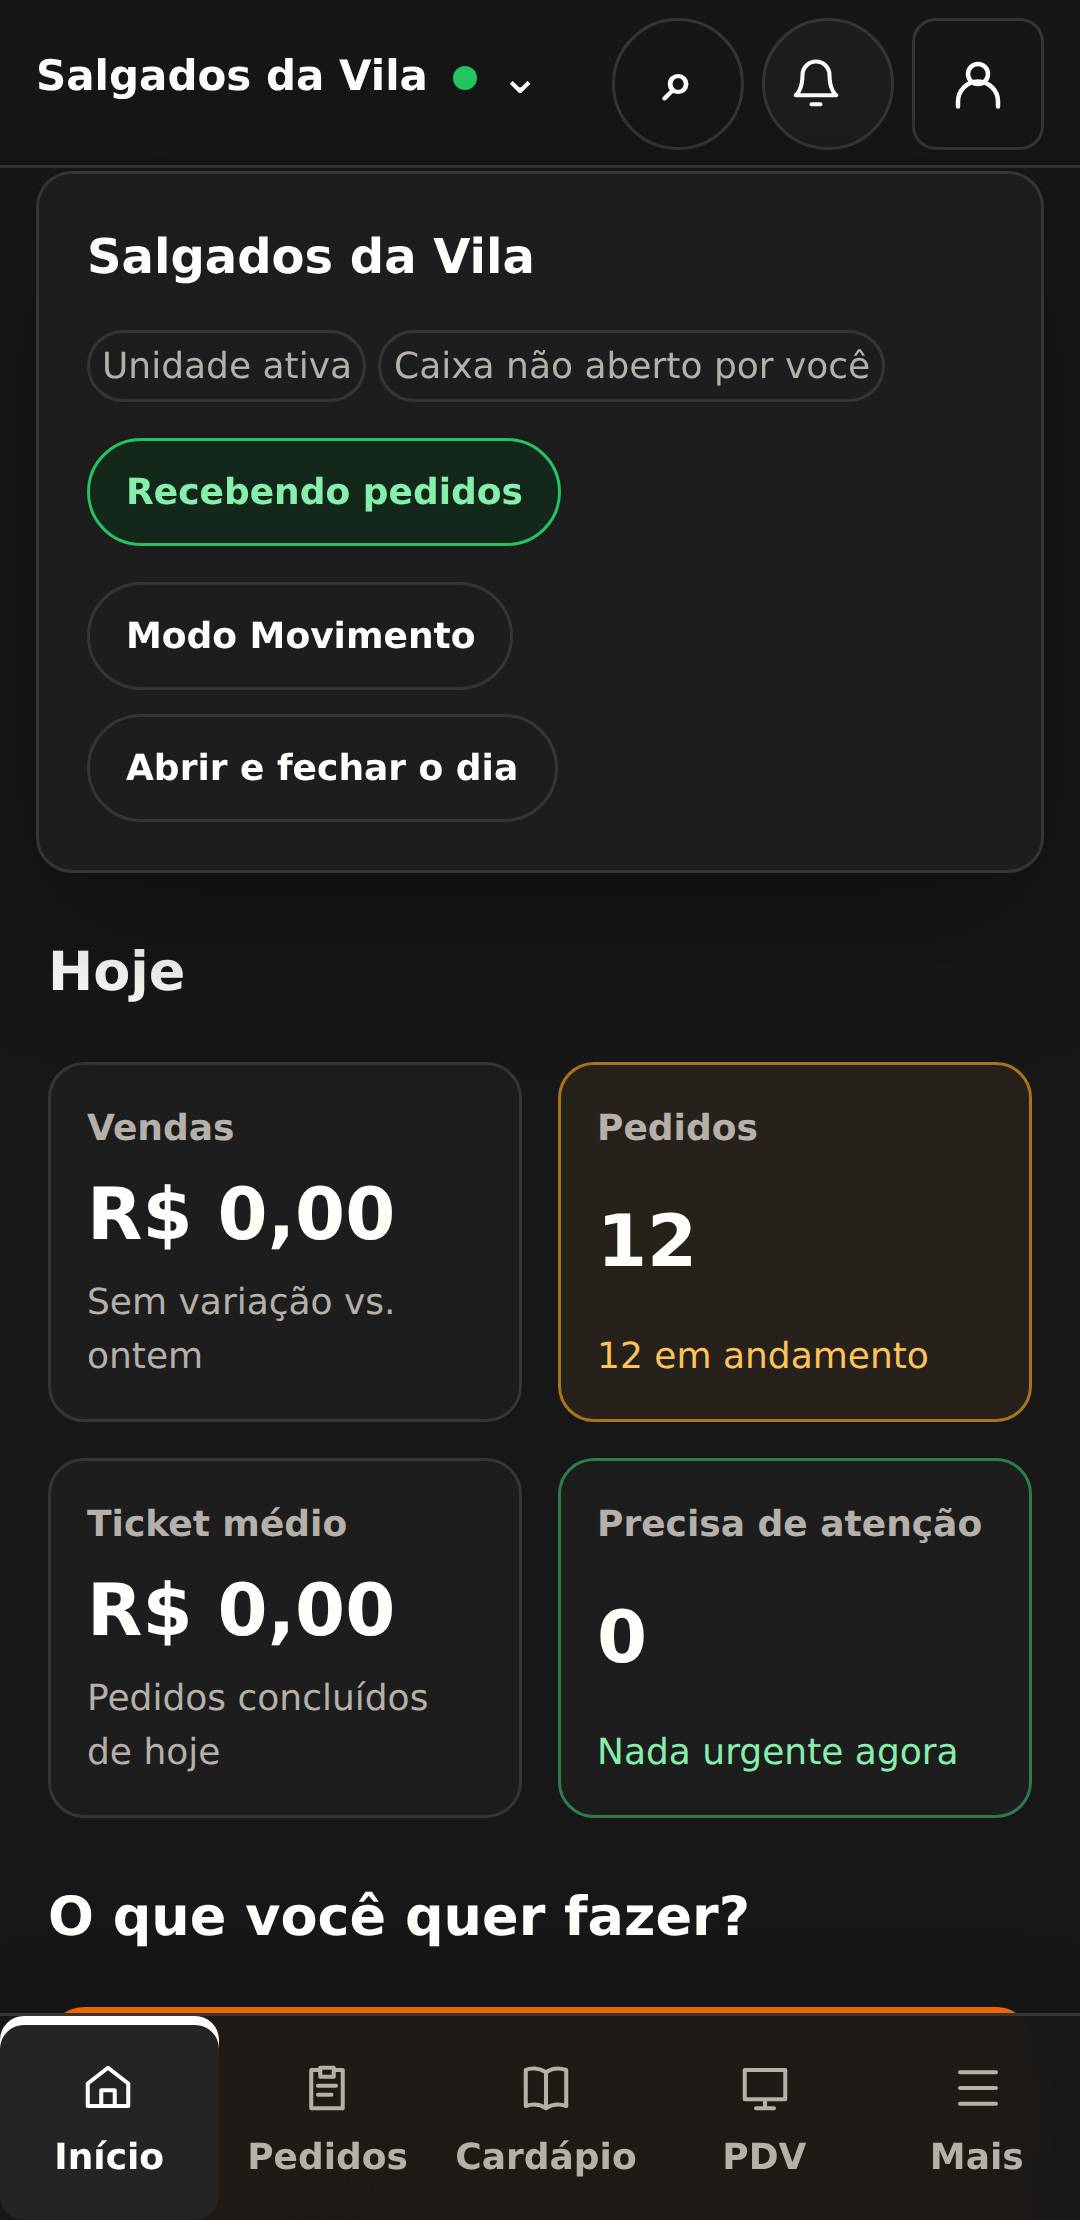 Salgados da Vila
Salgados da Vila
Unidade ativa
Caixa não aberto por você
Recebendo pedidos
Modo Movimento
Abrir e fechar o dia
Hoje
Vendas
R$ 0,00
Sem variação vs.
ontem
Pedidos
12
12 em andamento
Ticket médio
R$ 0,00
Pedidos concluídos
de hoje
Precisa de atenção
0
Nada urgente agora
O que você quer fazer?
Início
Pedidos
Cardápio
PDV
Mais